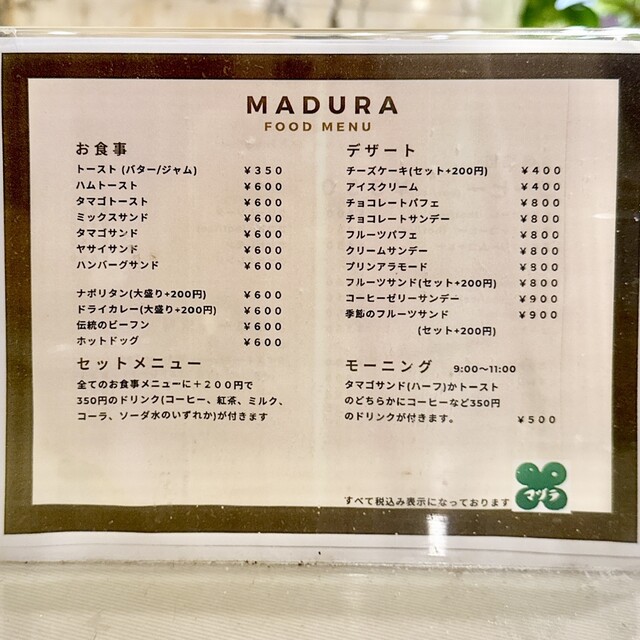 MADURA
FOOD MENU
お食事
トースト (バター/ジャム) ￥３５０
ハムトースト ￥６００
タマゴトースト ￥６００
ミックスサンド ￥６００
タマゴサンド ￥６００
ヤサイサンド ￥６００
ハンバーグサンド ￥６００
ナポリタン(大盛り+200円) ￥６００
ドライカレー(大盛り+200円) ￥６００
伝統のビーフン ￥６００
ホットドッグ ￥６００
セットメニュー
全てのお食事メニューに＋２００円で
350円のドリンク(コーヒー、紅茶、ミルク、
コーラ、ソーダ水のいずれか)が付きます
デザート
チーズケーキ(セット+200円) ￥４００
アイスクリーム ￥４００
チョコレートパフェ ￥８００
チョコレートサンデー ￥８００
フルーツパフェ ￥８００
クリームサンデー ￥８００
プリンアラモード ￥８００
フルーツサンド(セット+200円) ￥８００
コーヒーゼリーサンデー ￥９００
季節のフルーツサンド ￥９００
(セット+200円)
モーニング 9:00〜11:00
タマゴサンド(ハーフ)かトースト
のどちらかにコーヒーなど350円
のドリンクが付きます。 ￥５００
すべて税込み表示になっております
マヅラ